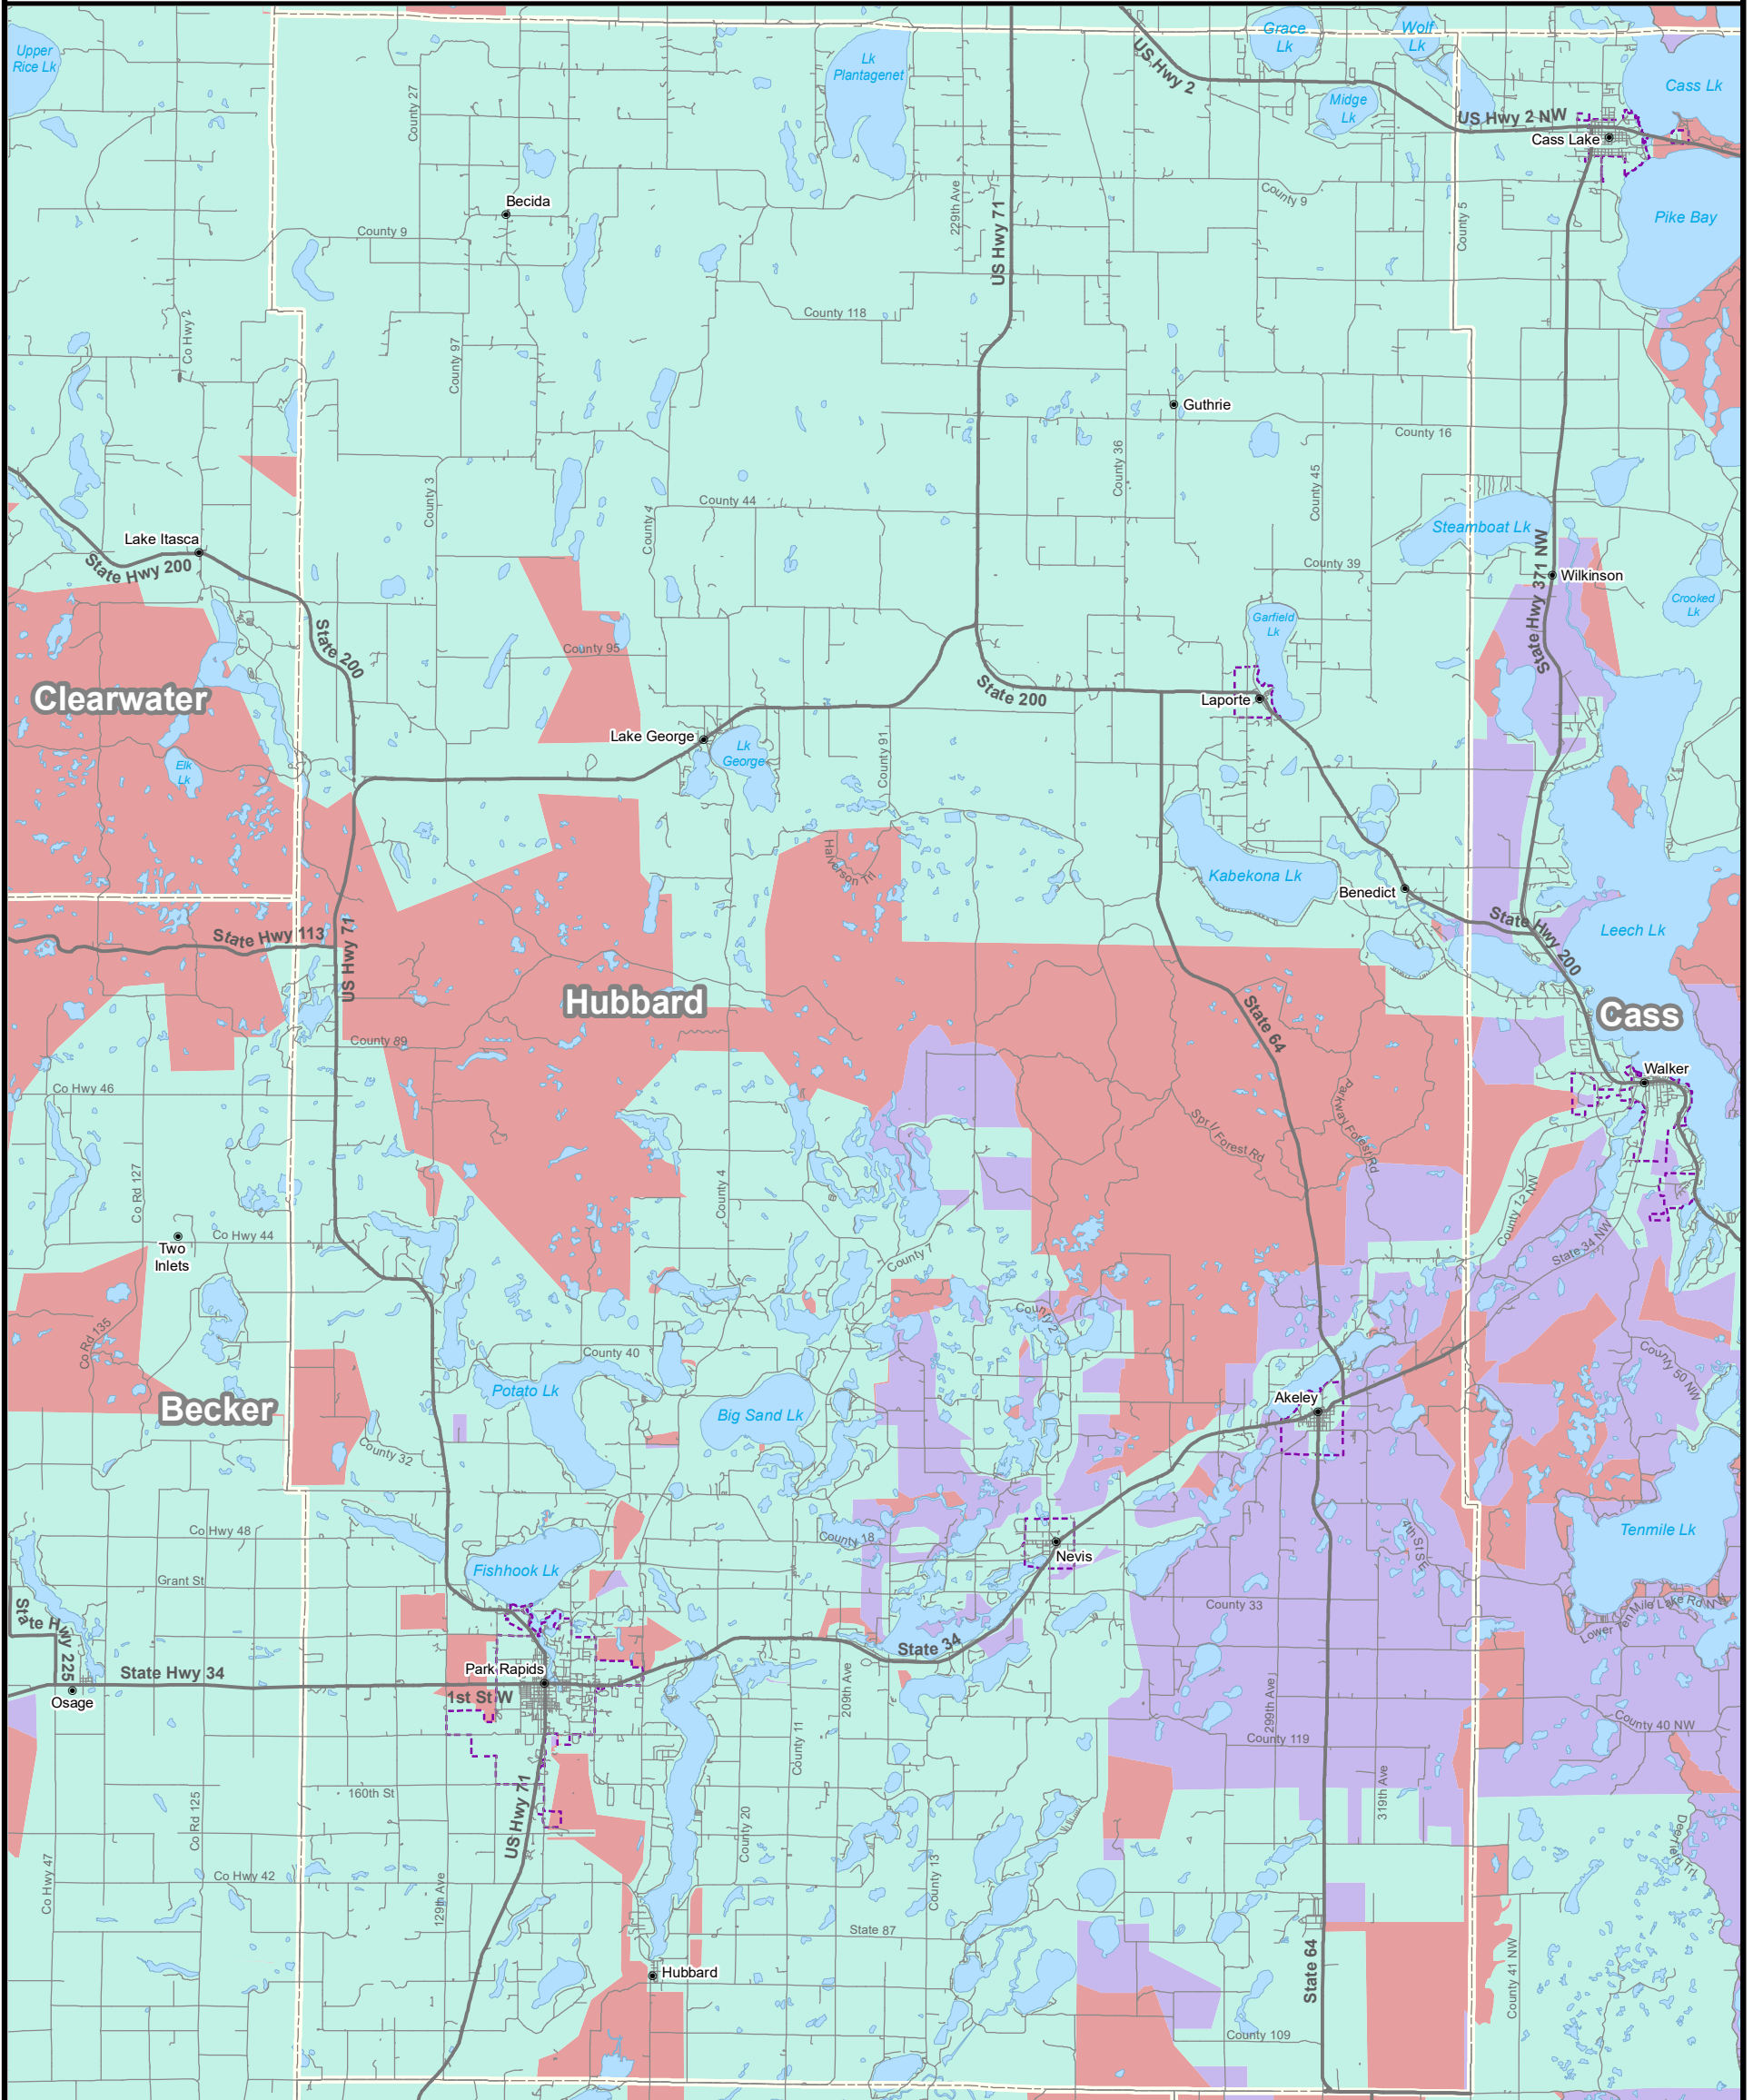 Upper
Rice Lk
Lk
Plantagenet
Grace
Lk
Wolf
Lk
US Hwy 2
Cass Lk
Midge
Lk
US Hwy 2 NW
Cass Lake
County 27
Becida
County 9
229th Ave
US Hwy 71
County 9
County 5
Pike Bay
County 118
Co Hwy 2
County 97
Guthrie
County 16
County 36
County 45
County 3
County 44
County 4
Steamboat Lk
Lake Itasca
State Hwy 200
County 39
State Hwy 371 NW
Wilkinson
Crooked
Lk
Garfield
Lk
State 200
County 95
Clearwater
State 200
Laporte
Lake George
Lk
George
Elk
Lk
County 91
Halverson Trl
Kabekona Lk
Benedict
State Hwy 200
Leech Lk
State Hwy 113
US Hwy 71
Hubbard
State 64
Cass
County 89
Walker
Co Hwy 46
Parkway Forest Rd
Spr II Forest Rd
Co Rd 127
County 4
County 12 NW
Two
Inlets
Co Hwy 44
State 34 NW
County 7
County 2
Co Rd 135
County 40
County 50 NW
Potato Lk
Becker
Big Sand Lk
Akeley
County 32
Co Hwy 48
County 18
Nevis
4th St S
Tenmile Lk
Fishhook Lk
Grant St
County 33
Lower Ten Mile Lake Rd NW
State Hwy 225
State 34
State Hwy 34
Park Rapids
Osage
1st St W
209th Ave
299th Ave
County 40 NW
County 11
County 119
160th St
US Hwy 71
Co Rd 125
County 20
319th Ave
Deerfield Trl
Co Hwy 47
Co Hwy 42
129th Ave
County 13
State 87
Hubbard
State 64
County 41 NW
County 109